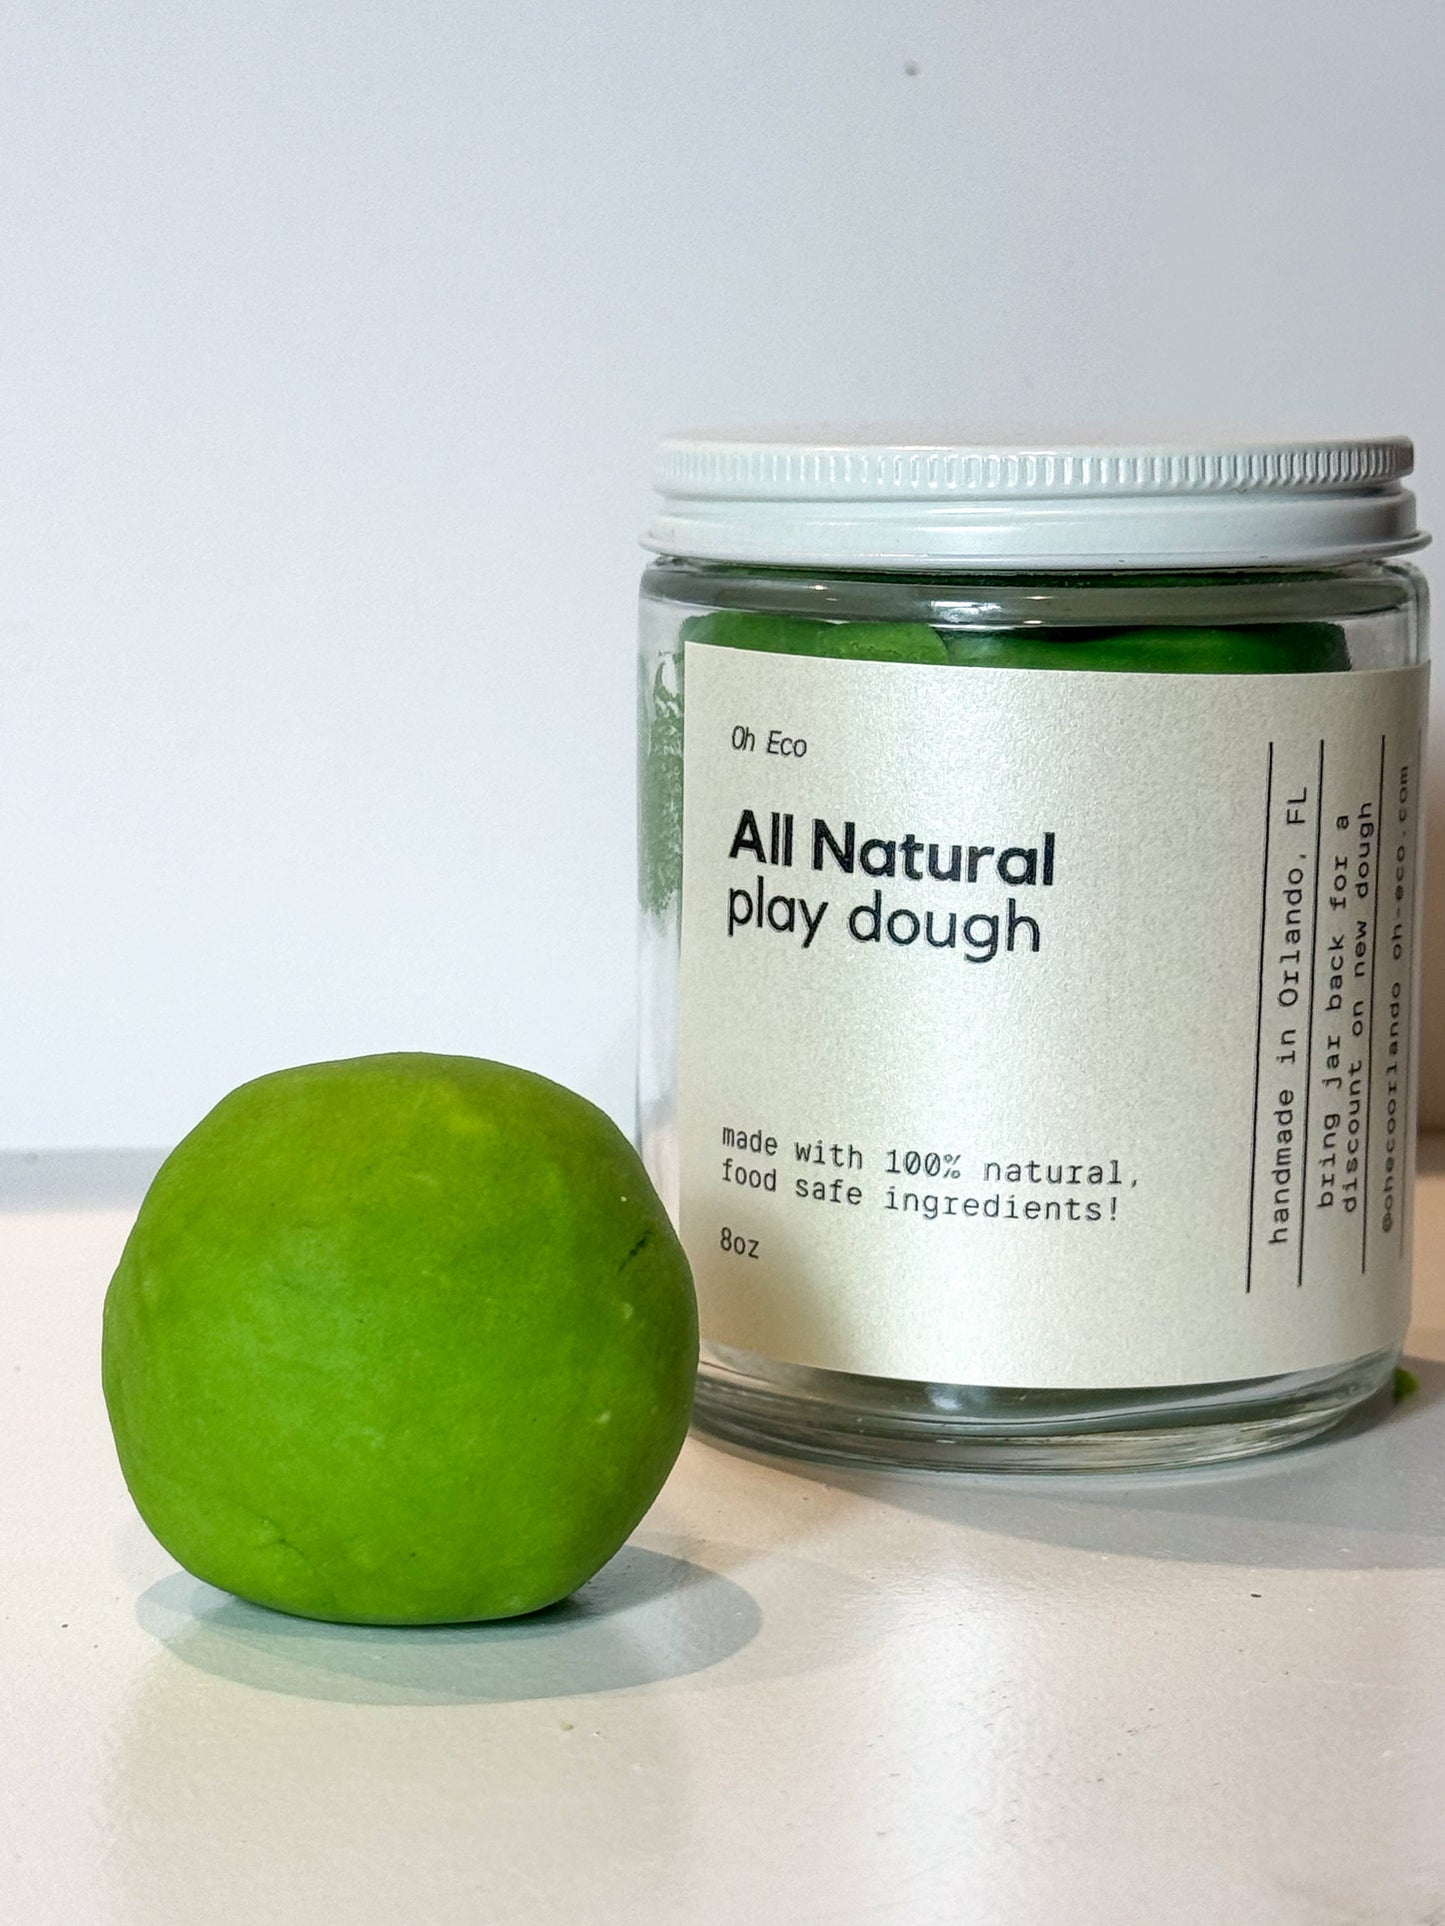 Oh Eco
All Natural
play dough
made with 100% natural,
food safe ingredients!
8oz
handmade in Orlando, FL
bring jar back for a
discount on new dough
@ohecoorlando oh-eco.com